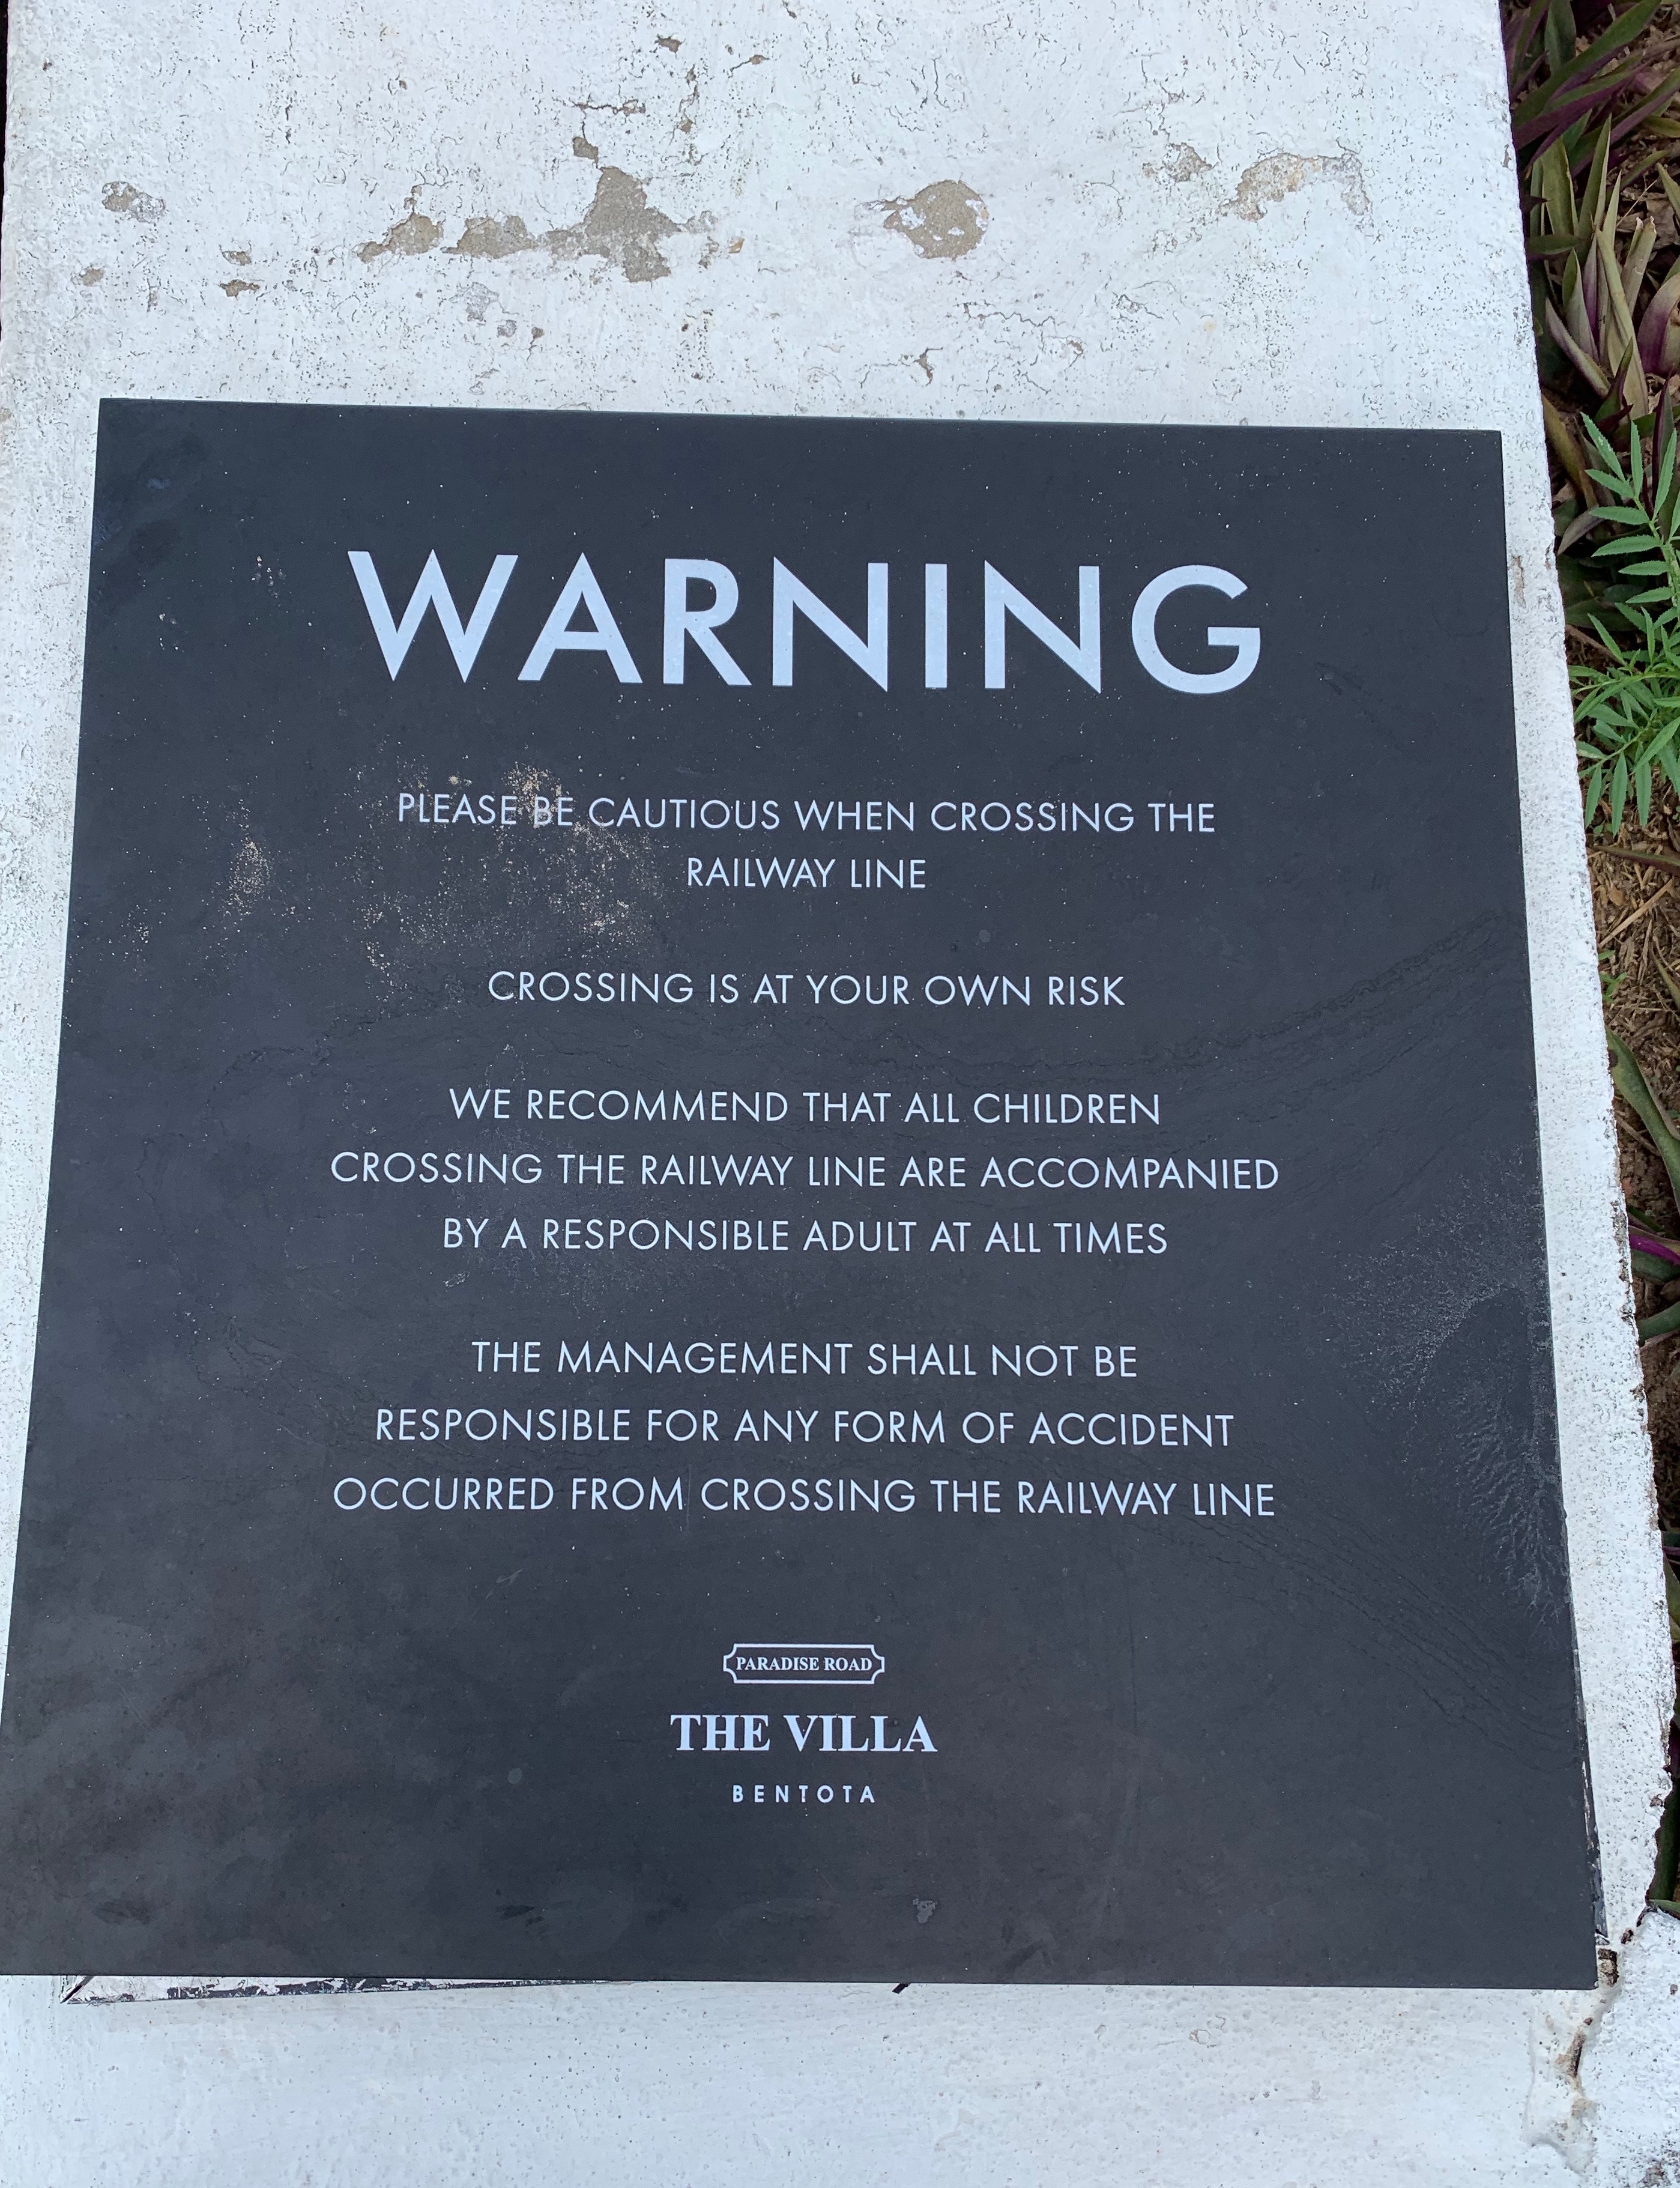 WARNING
PLEASE BE CAUTIOUS WHEN CROSSING THE
RAILWAY LINE
CROSSING IS AT YOUR OWN RISK
WE RECOMMEND THAT ALL CHILDREN
CROSSING THE RAILWAY LINE ARE ACCOMPANIED
BY A RESPONSIBLE ADULT AT ALL TIMES
THE MANAGEMENT SHALL NOT BE
RESPONSIBLE FOR ANY FORM OF ACCIDENT
OCCURRED FROM CROSSING THE RAILWAY LINE
PARADISE ROAD
THE VILLA
BENTOTA